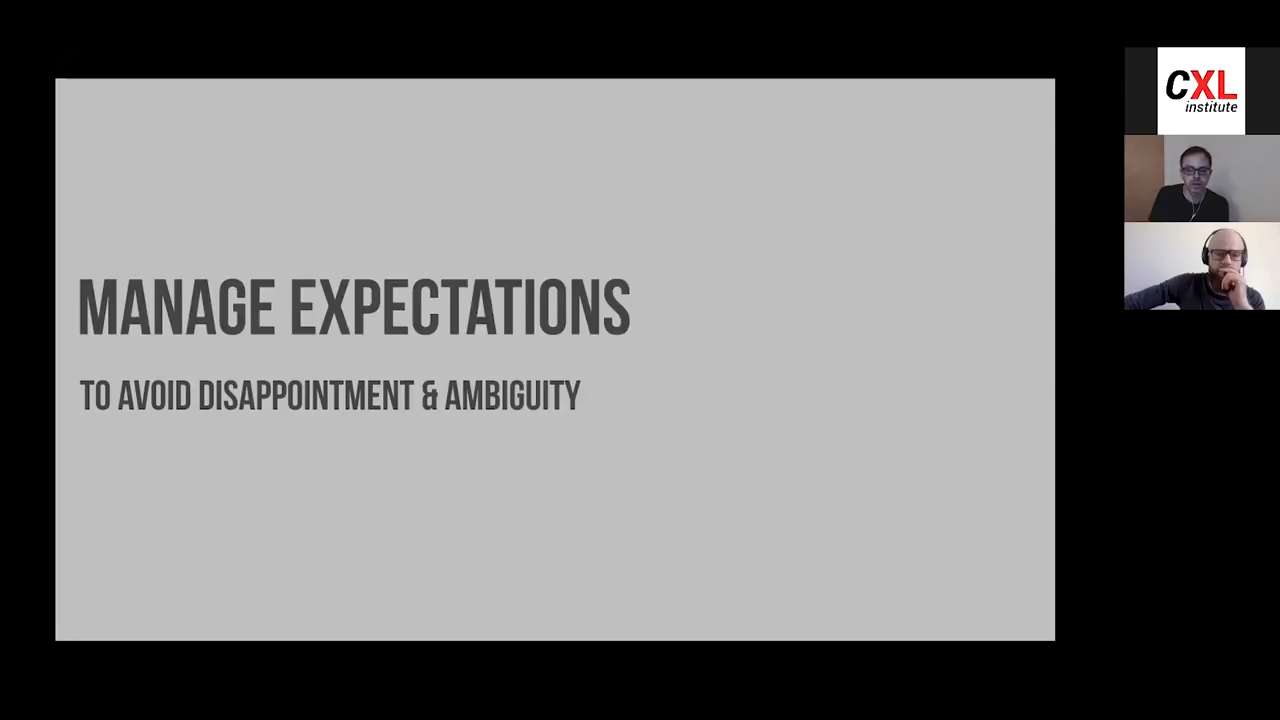 MANAGE EXPECTATIONS
TO AVOID DISAPPOINTMENT & AMBIGUITY
CXL
institute